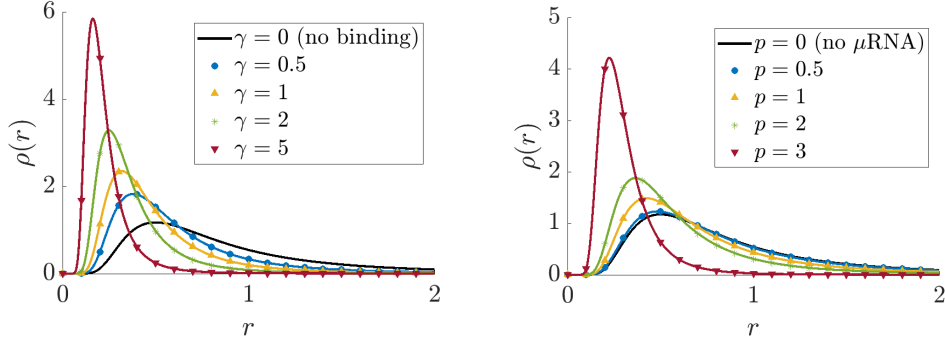 6
4
2
0
0
1
2
ρ(r)
r
γ = 0 (no binding)
γ = 0.5
γ = 1
γ = 2
γ = 5
5
4
3
2
1
0
0
1
2
ρ(r)
r
p = 0 (no μRNA)
p = 0.5
p = 1
p = 2
p = 3